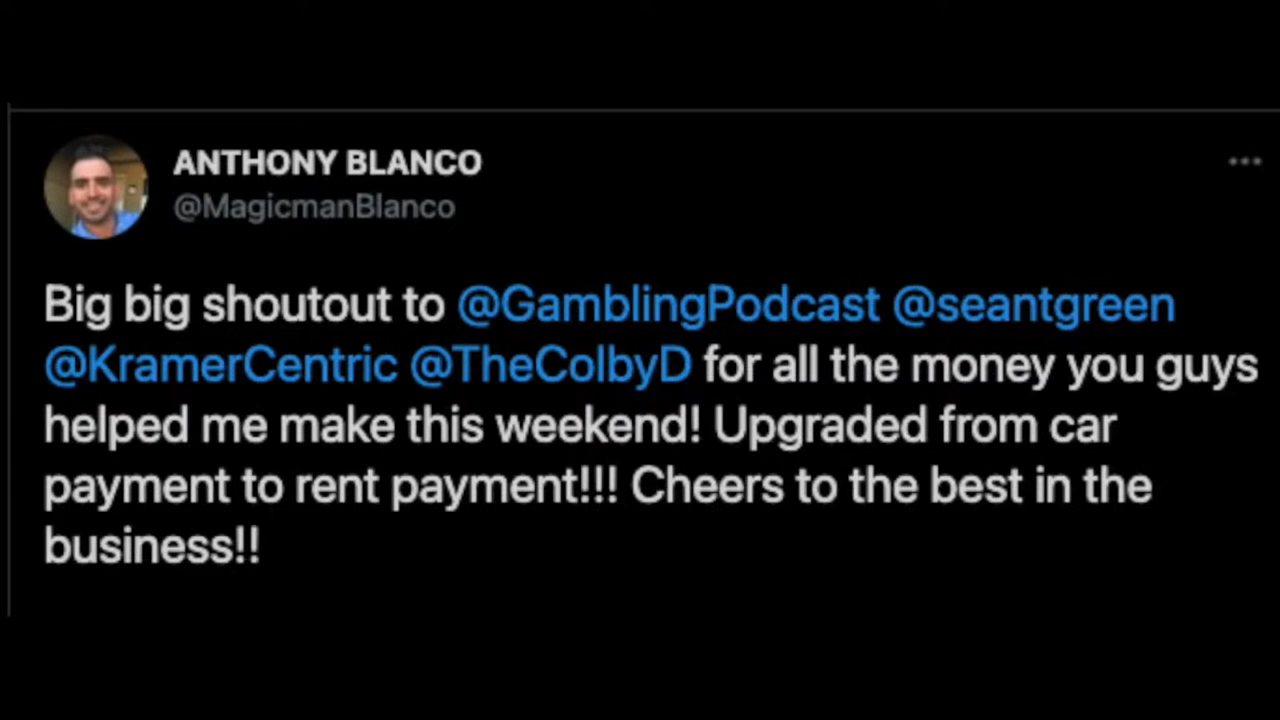 ANTHONY BLANCO
@MagicmanBlanco
Big big shoutout to @GamblingPodcast @seantgreen
@KramerCentric @TheColbyD for all the money you guys
helped me make this weekend! Upgraded from car
payment to rent payment!!! Cheers to the best in the
business!!